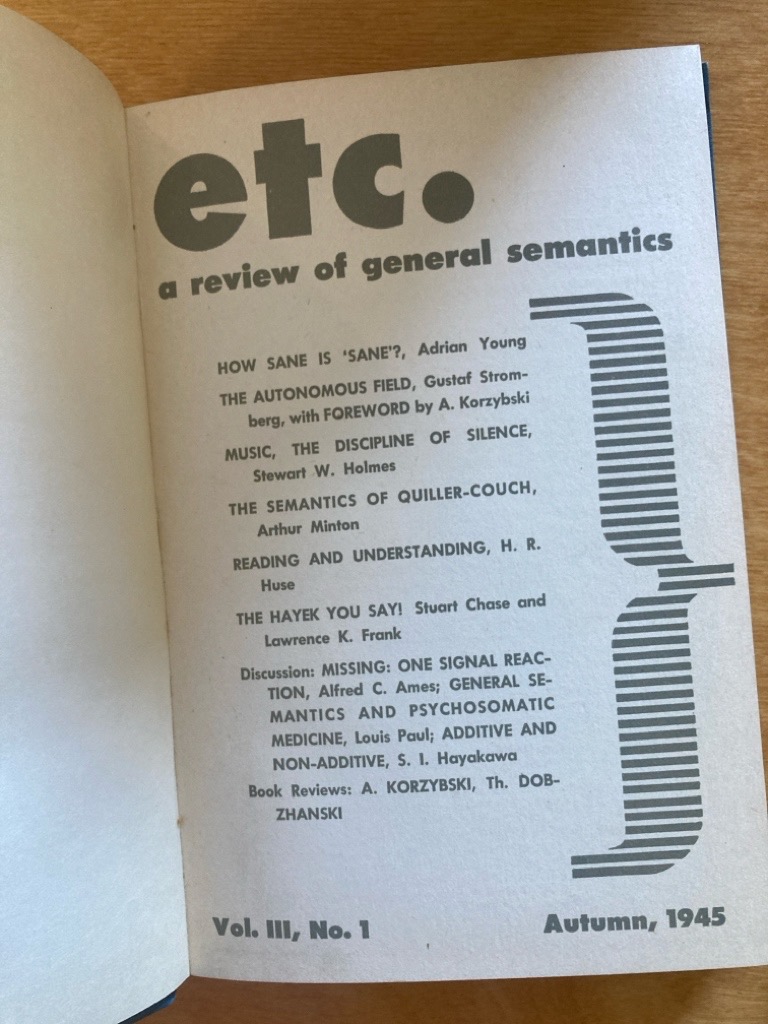 etc.
a review of general semantics
HOW SANE IS 'SANE'?, Adrian Young
THE AUTONOMOUS FIELD, Gustaf Strom-
berg, with FOREWORD by A. Korzybski
MUSIC, THE DISCIPLINE OF SILENCE,
Stewart W. Holmes
THE SEMANTICS OF QUILLER-COUCH,
Arthur Minton
READING AND UNDERSTANDING, H. R.
Huse
THE HAYEK YOU SAY! Stuart Chase and
Lawrence K. Frank
Discussion: MISSING: ONE SIGNAL REAC-
TION, Alfred C. Ames; GENERAL SE-
MANTICS AND PSYCHOSOMATIC
MEDICINE, Louis Paul; ADDITIVE AND
NON-ADDITIVE, S. I. Hayakawa
Book Reviews: A. KORZYBSKI, Th. DOB-
ZHANSKI
Vol. III, No. 1
Autumn, 1945